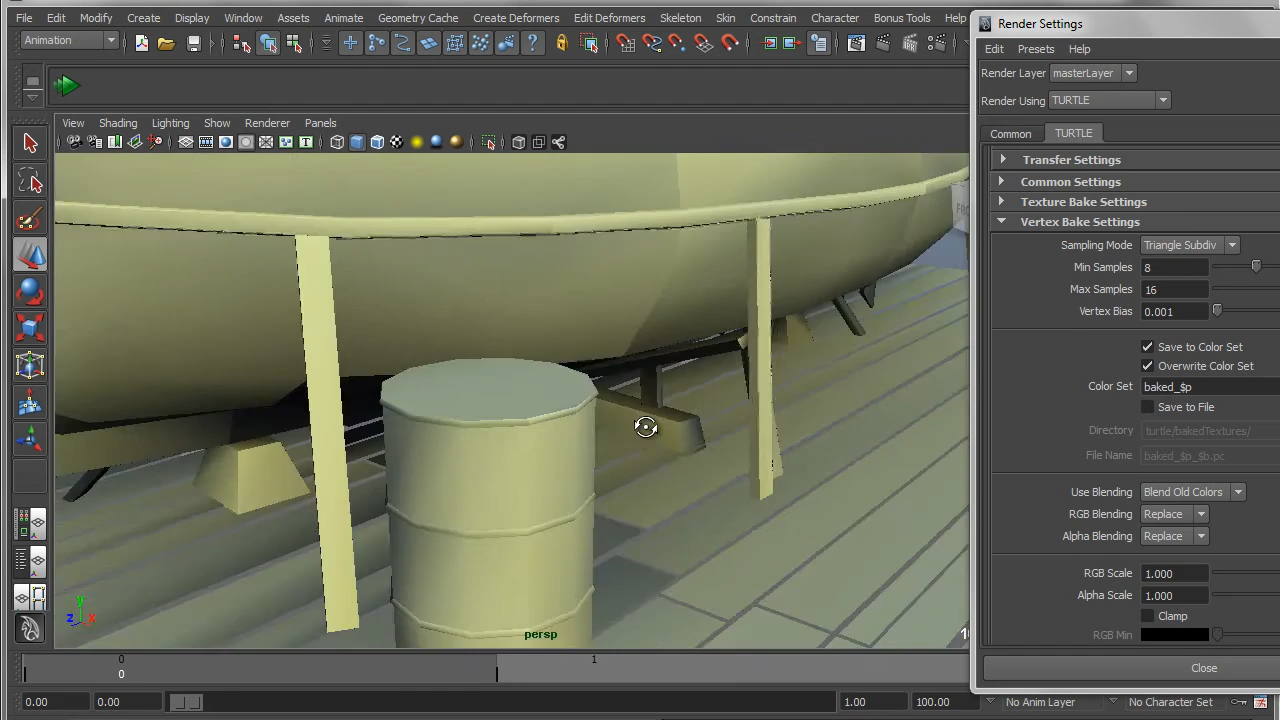 File Edit Modify Create Display Window Assets Animate Geometry Cache Create Deformers Edit Deformers Skeleton Skin Constrain Character Bonus Tools Help
Animation
View Shading Lighting Show Renderer Panels
persp
0 1
0
0.00 0.00 1.00 100.00 No Anim Layer No Character Set
Render Settings
Edit Presets Help
Render Layer masterLayer
Render Using TURTLE
Common TURTLE
Transfer Settings
Common Settings
Texture Bake Settings
Vertex Bake Settings
Sampling Mode Triangle Subdiv
Min Samples 8
Max Samples 16
Vertex Bias 0.001
Save to Color Set
Overwrite Color Set
Color Set baked_$p
Save to File
Directory turtle/bakedTextures/
File Name baked_$p_$b.pc
Use Blending Blend Old Colors
RGB Blending Replace
Alpha Blending Replace
RGB Scale 1.000
Alpha Scale 1.000
Clamp
RGB Min
Close